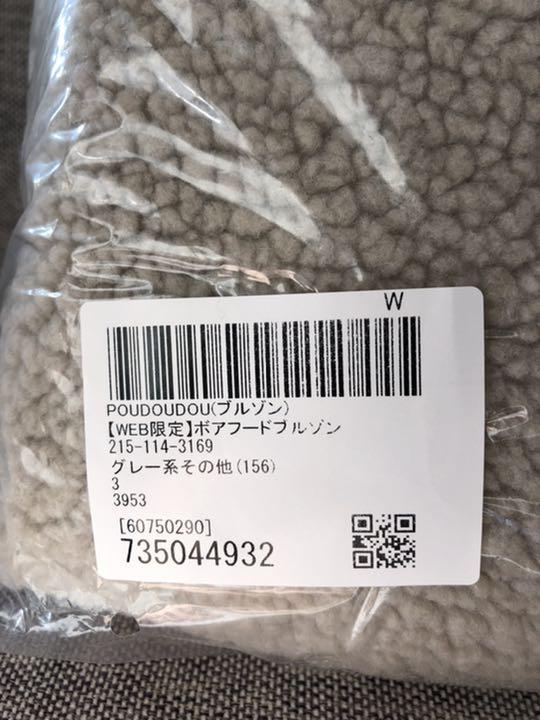 W
POUDOUDOU(ブルゾン)
【WEB限定】ボアフードブルゾン
215-114-3169
グレー系その他(156)
3
3953
[60750290]
735044932